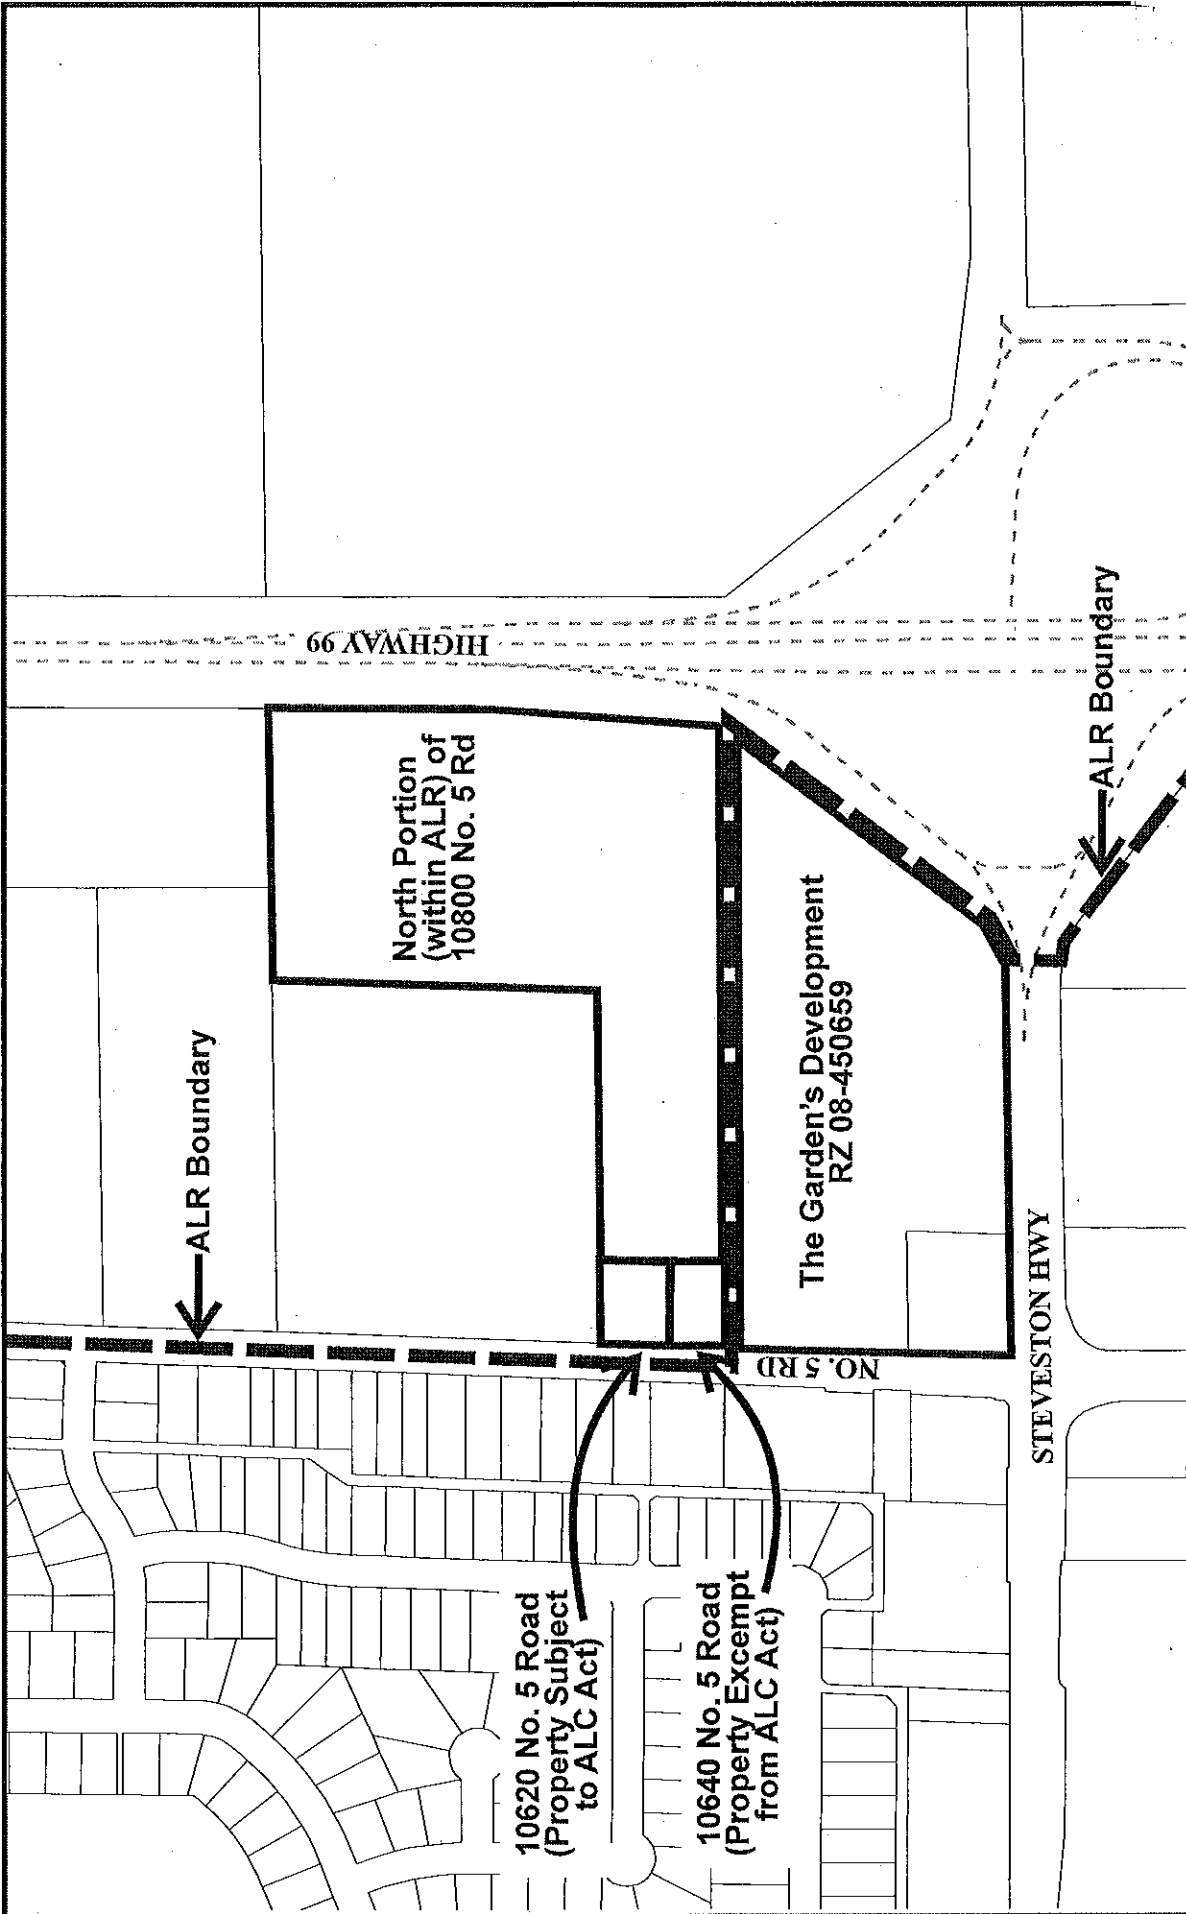 ALR Boundary
North Portion
(within ALR) of
10800 No. 5 Rd
HIGHWAY 99
10620 No. 5 Road
(Property Subject
to ALC Act)
10640 No. 5 Road
(Property Excempt
from ALC Act)
NO. 5 RD
The Garden's Development
RZ 08-450659
STEVESTON HWY
ALR Boundary